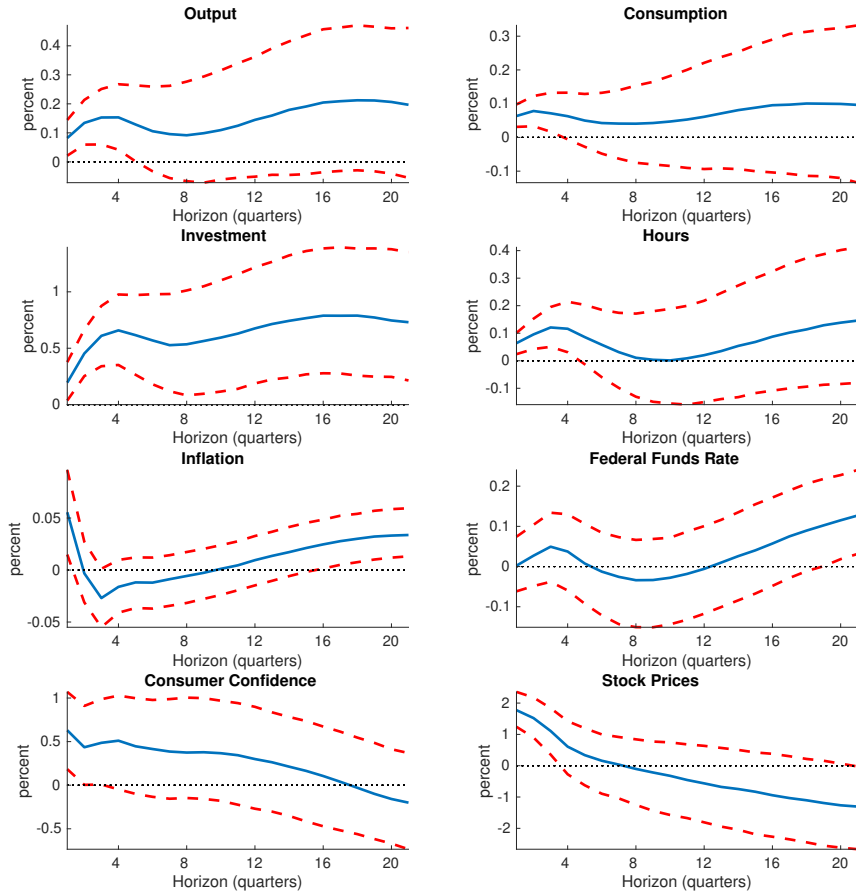 Output
percent
0.4
0.3
0.2
0.1
0
4 8 12 16 20
Horizon (quarters)
Consumption
percent
0.3
0.2
0.1
0
-0.1
4 8 12 16 20
Horizon (quarters)
Investment
percent
1
0.5
0
4 8 12 16 20
Horizon (quarters)
Hours
percent
0.4
0.3
0.2
0.1
0
-0.1
4 8 12 16 20
Horizon (quarters)
Inflation
percent
0.05
0
-0.05
4 8 12 16 20
Horizon (quarters)
Federal Funds Rate
percent
0.2
0.1
0
-0.1
4 8 12 16 20
Horizon (quarters)
Consumer Confidence
percent
1
0.5
0
-0.5
4 8 12 16 20
Horizon (quarters)
Stock Prices
percent
2
1
0
-1
-2
4 8 12 16 20
Horizon (quarters)